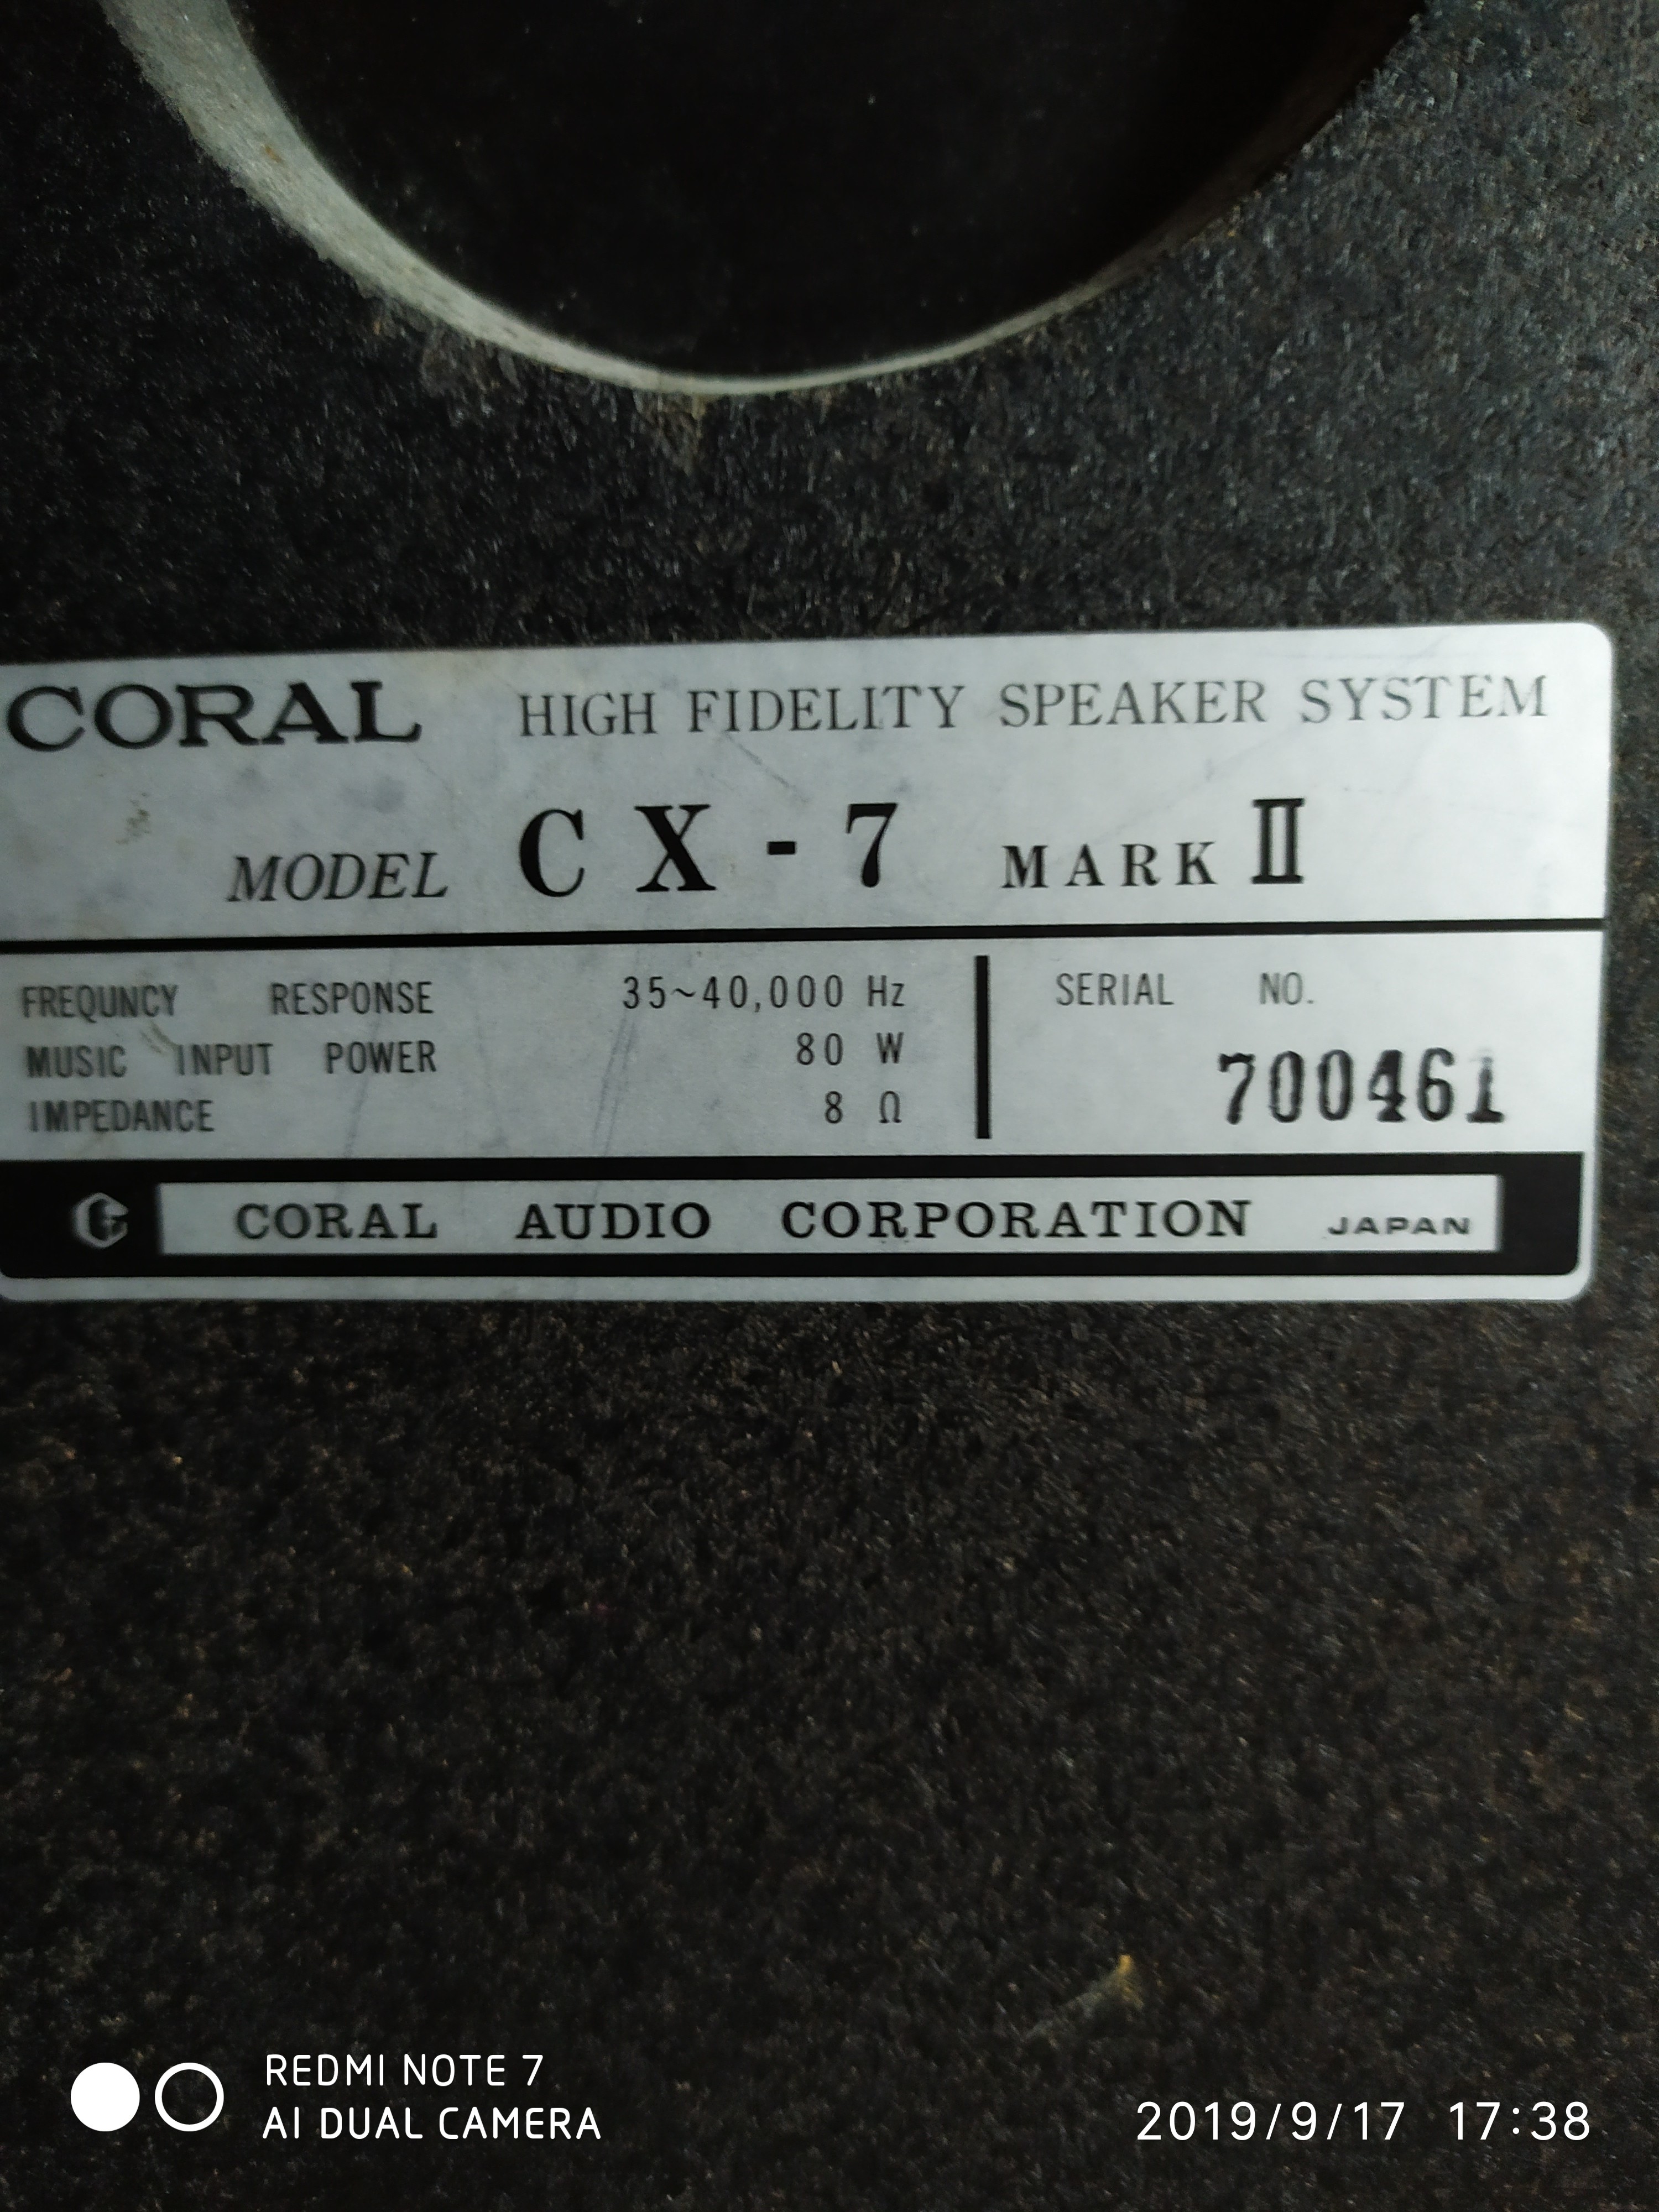 CORAL HIGH FIDELITY SPEAKER SYSTEM
MODEL CX-7 MARK II
FREQUNCY RESPONSE 35~40,000 Hz
MUSIC INPUT POWER 80 W
IMPEDANCE 8 Ω
SERIAL NO.
700461
CORAL AUDIO CORPORATION JAPAN
REDMI NOTE 7
AI DUAL CAMERA
2019/9/17 17:38